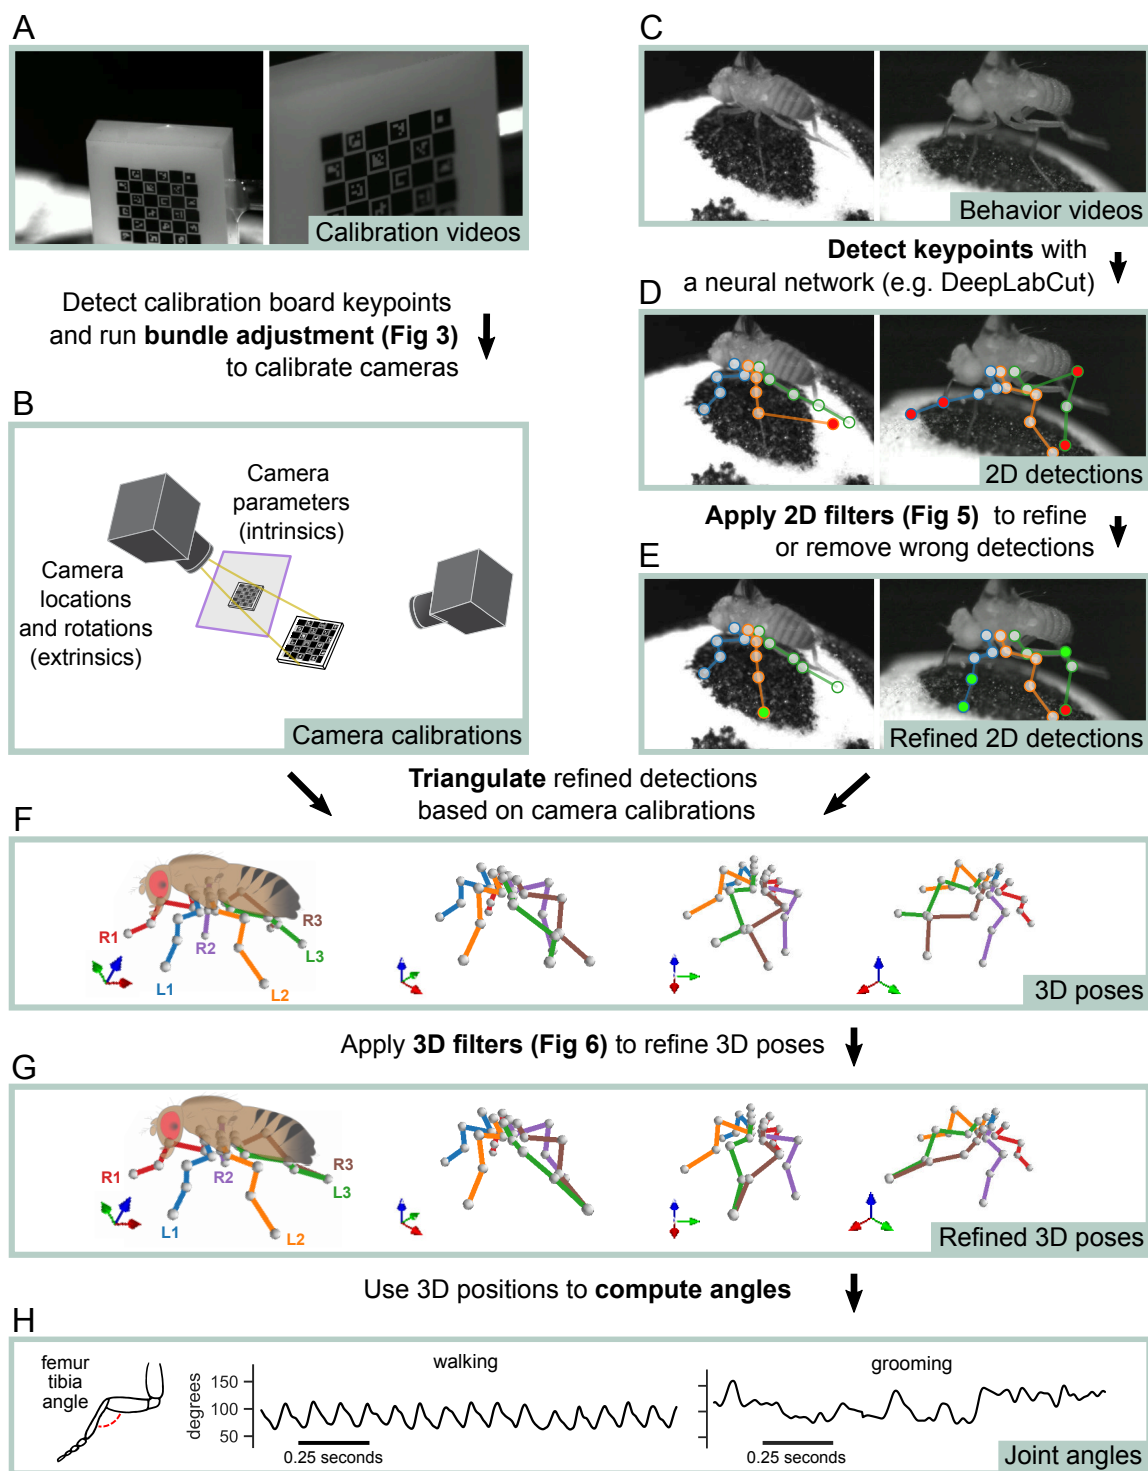 A
Calibration videos
Detect calibration board keypoints
and run bundle adjustment (Fig 3)
to calibrate cameras
B
Camera
parameters
(intrinsics)
Camera
locations
and rotations
(extrinsics)
Camera calibrations
C
Behavior videos
Detect keypoints with
a neural network (e.g. DeepLabCut)
D
2D detections
Apply 2D filters (Fig 5) to refine
or remove wrong detections
E
Refined 2D detections
Triangulate refined detections
based on camera calibrations
F
R1
R2
R3
L3
L1
L2
3D poses
Apply 3D filters (Fig 6) to refine 3D poses
G
R1
R2
R3
L3
L1
L2
Refined 3D poses
Use 3D positions to compute angles
H
femur
tibia
angle
degrees
150
100
50
walking
0.25 seconds
grooming
0.25 seconds
Joint angles